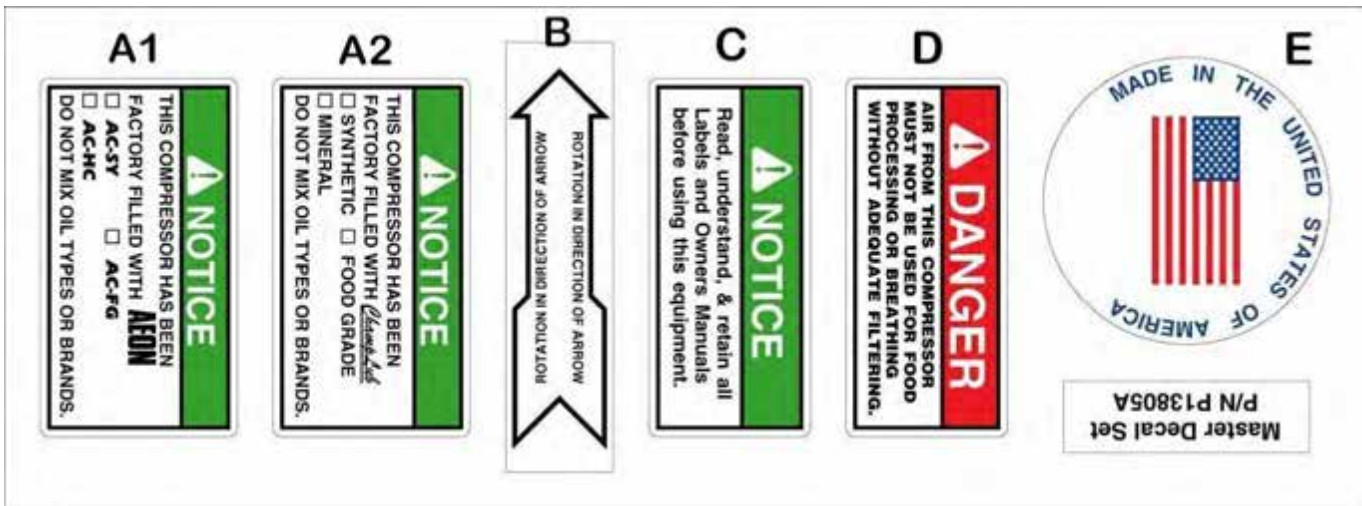 A1
⚠ NOTICE
THIS COMPRESSOR HAS BEEN
FACTORY FILLED WITH AEON
☐ AC-SY ☐ AC-FG
☐ AC-HC
DO NOT MIX OIL TYPES OR BRANDS.
A2
⚠ NOTICE
THIS COMPRESSOR HAS BEEN
FACTORY FILLED WITH ChampLub
☐ SYNTHETIC ☐ FOOD GRADE
☐ MINERAL
DO NOT MIX OIL TYPES OR BRANDS.
B
ROTATION IN DIRECTION OF ARROW
ROTATION IN DIRECTION OF ARROW
C
⚠ NOTICE
Read, understand, & retain all
Labels and Owners Manuals
before using this equipment.
D
⚠ DANGER
AIR FROM THIS COMPRESSOR
MUST NOT BE USED FOR FOOD
PROCESSING OR BREATHING
WITHOUT ADEQUATE FILTERING.
E
MADE IN THE UNITED STATES OF AMERICA
Master Decal Set
P/N P13805A